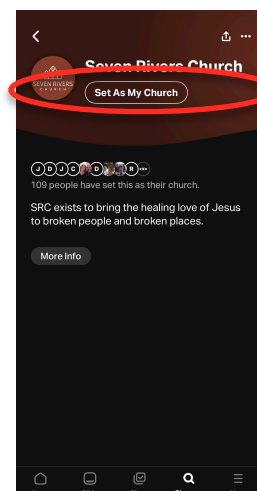 Seven Rivers Church
SEVEN RIVERS
CHURCH
Set As My Church
J D J C D R
109 people have set this as their church.
SRC exists to bring the healing love of Jesus
to broken people and broken places.
More Info